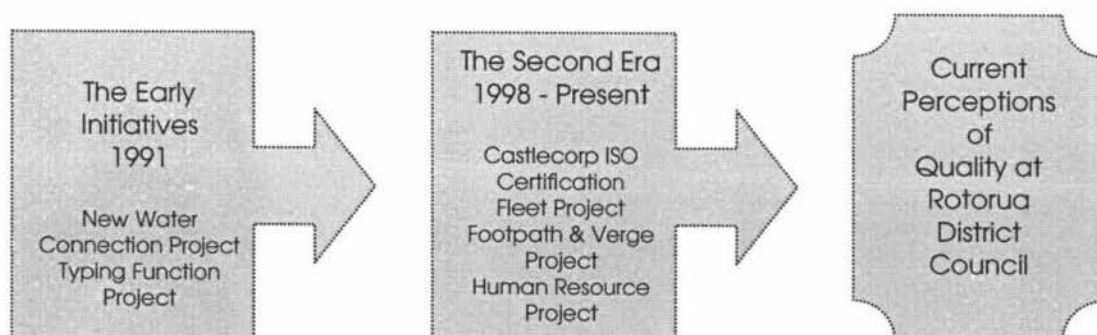 The Early
Initiatives
1991
New Water
Connection Project
Typing Function
Project
The Second Era
1998 - Present
Castlecorp ISO
Certification
Fleet Project
Footpath & Verge
Project
Human Resource
Project
Current
Perceptions
of
Quality at
Rotorua
District
Council